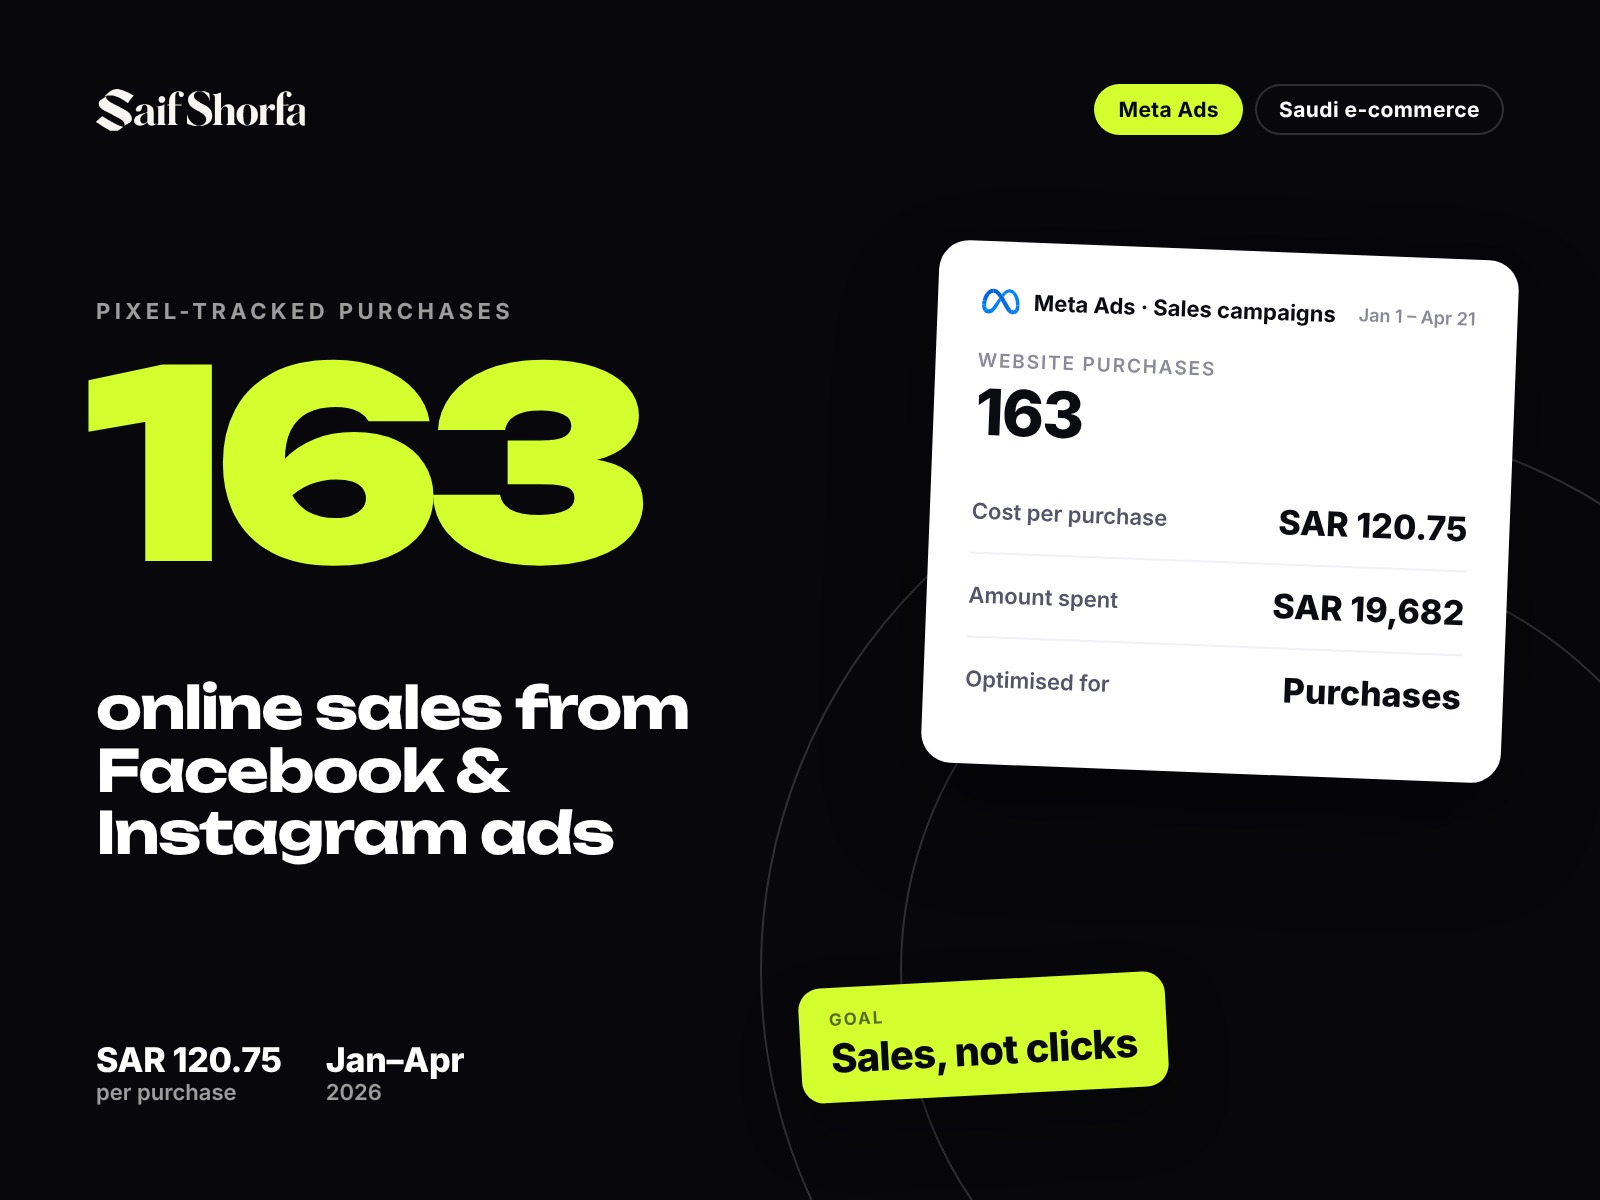 Saif Shorfa
Meta Ads
Saudi e-commerce
PIXEL-TRACKED PURCHASES
163
online sales from
Facebook &
Instagram ads
SAR 120.75
per purchase
Jan–Apr
2026
Meta Ads · Sales campaigns
Jan 1 – Apr 21
WEBSITE PURCHASES
163
Cost per purchase
SAR 120.75
Amount spent
SAR 19,682
Optimised for
Purchases
GOAL
Sales, not clicks